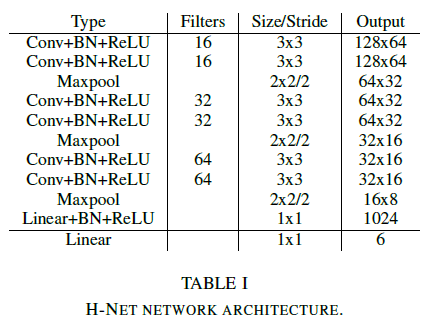 Type Filters Size/Stride Output
Conv+BN+ReLU 16 3x3 128x64
Conv+BN+ReLU 16 3x3 128x64
Maxpool 2x2/2 64x32
Conv+BN+ReLU 32 3x3 64x32
Conv+BN+ReLU 32 3x3 64x32
Maxpool 2x2/2 32x16
Conv+BN+ReLU 64 3x3 32x16
Conv+BN+ReLU 64 3x3 32x16
Maxpool 2x2/2 16x8
Linear+BN+ReLU 1x1 1024
Linear 1x1 6
TABLE I
H-NET NETWORK ARCHITECTURE.